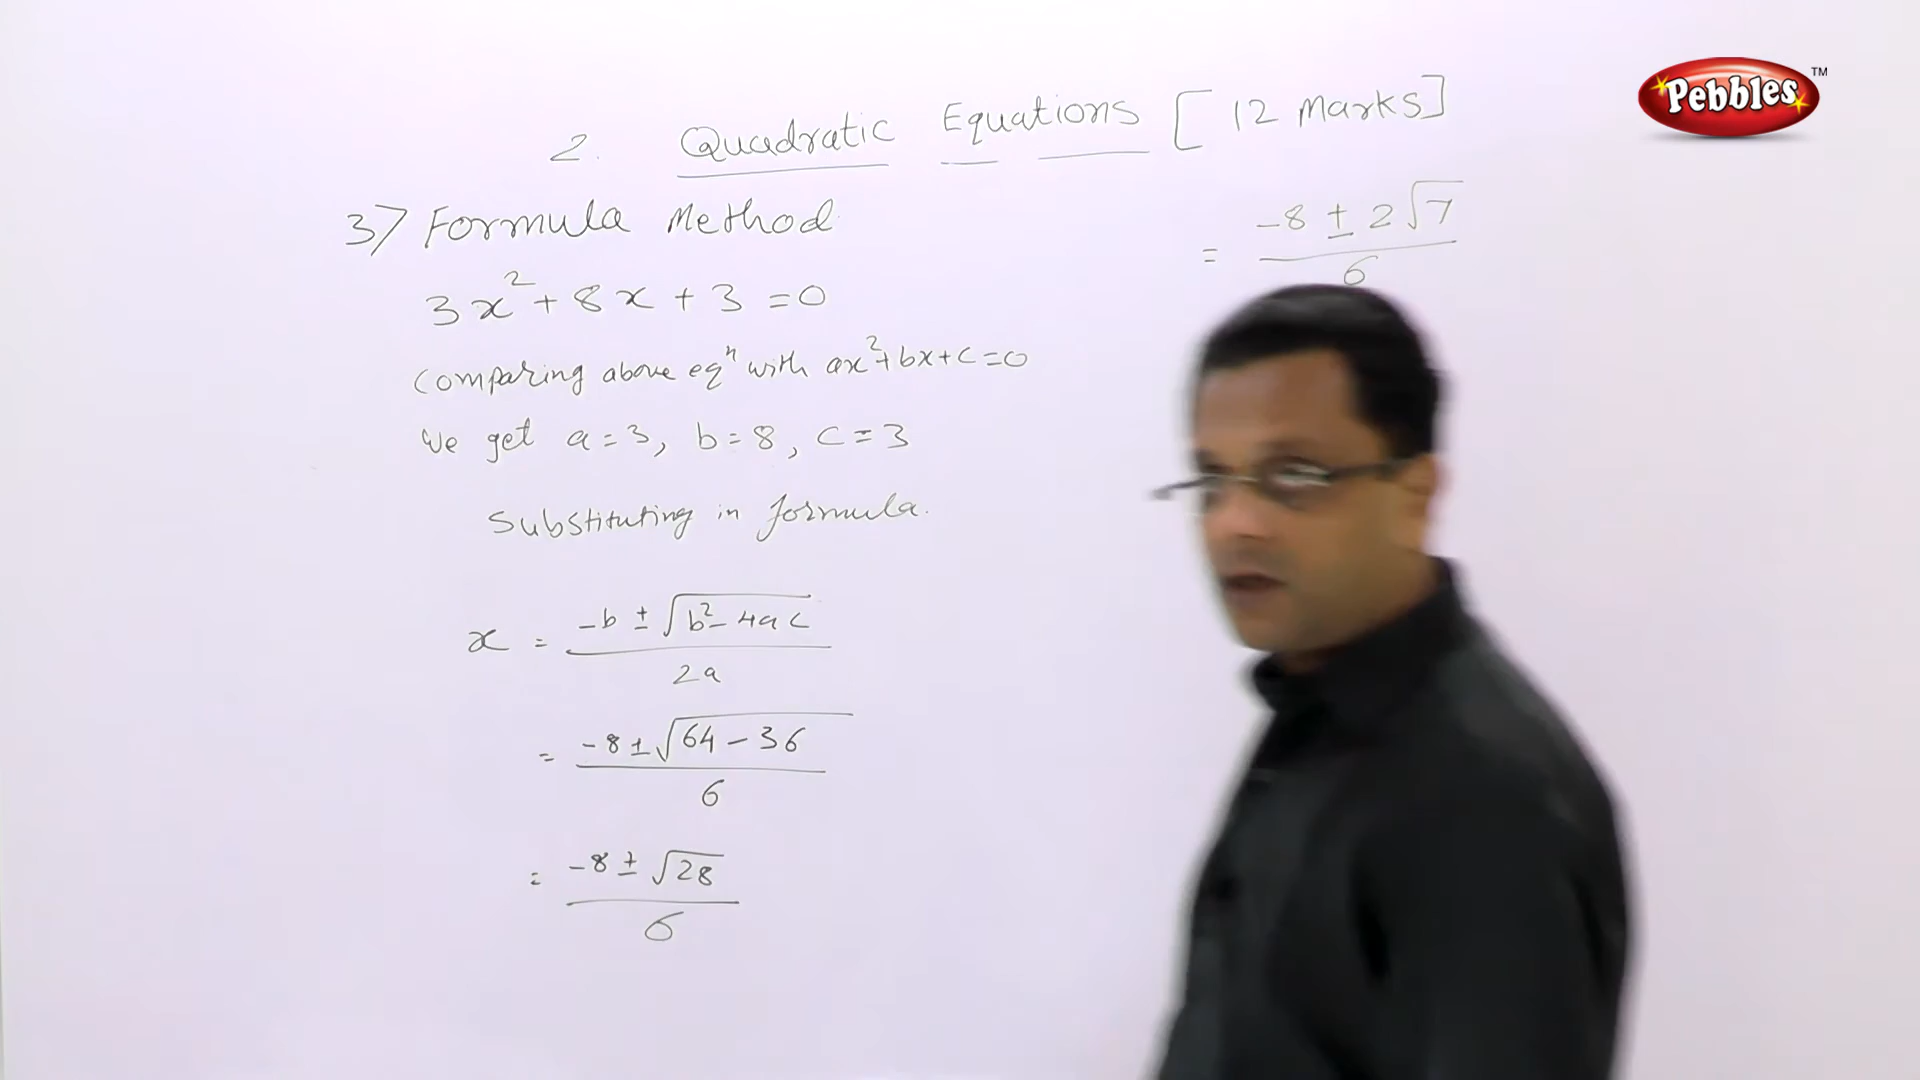 Pebbles™
2. Quadratic Equations [12 Marks]
3) Formula Method
3x²+8x+3=0
Comparing above eqⁿ with ax²+bx+c=0
We get a=3, b=8, c=3
Substituting in formula.
x = -b ± √b²-4ac
2a
= -8 ± √64-36
6
= -8 ± √28
6
= -8 ± 2√7
6